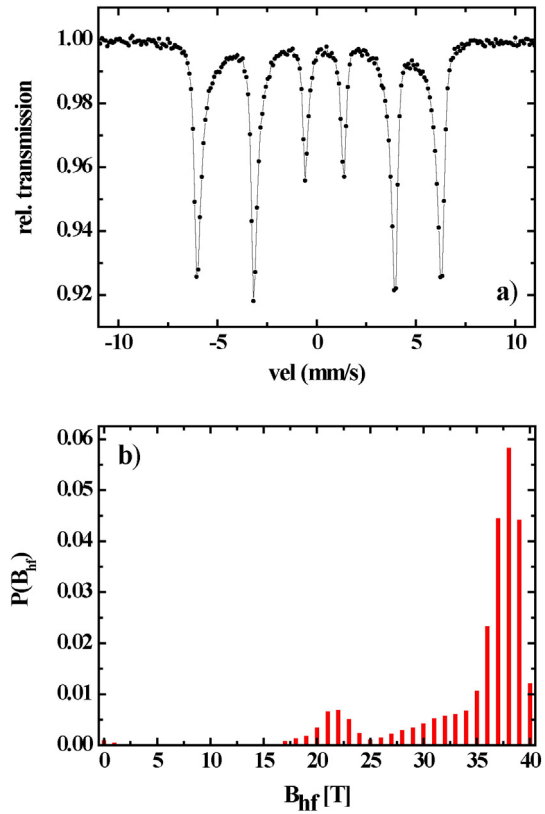 1.00
0.98
0.96
0.94
0.92
rel. transmission
a)
-10 -5 0 5 10
vel (mm/s)
0.06
0.05
0.04
0.03
0.02
0.01
0.00
P(B_hf)
b)
0 5 10 15 20 25 30 35 40
B_hf [T]